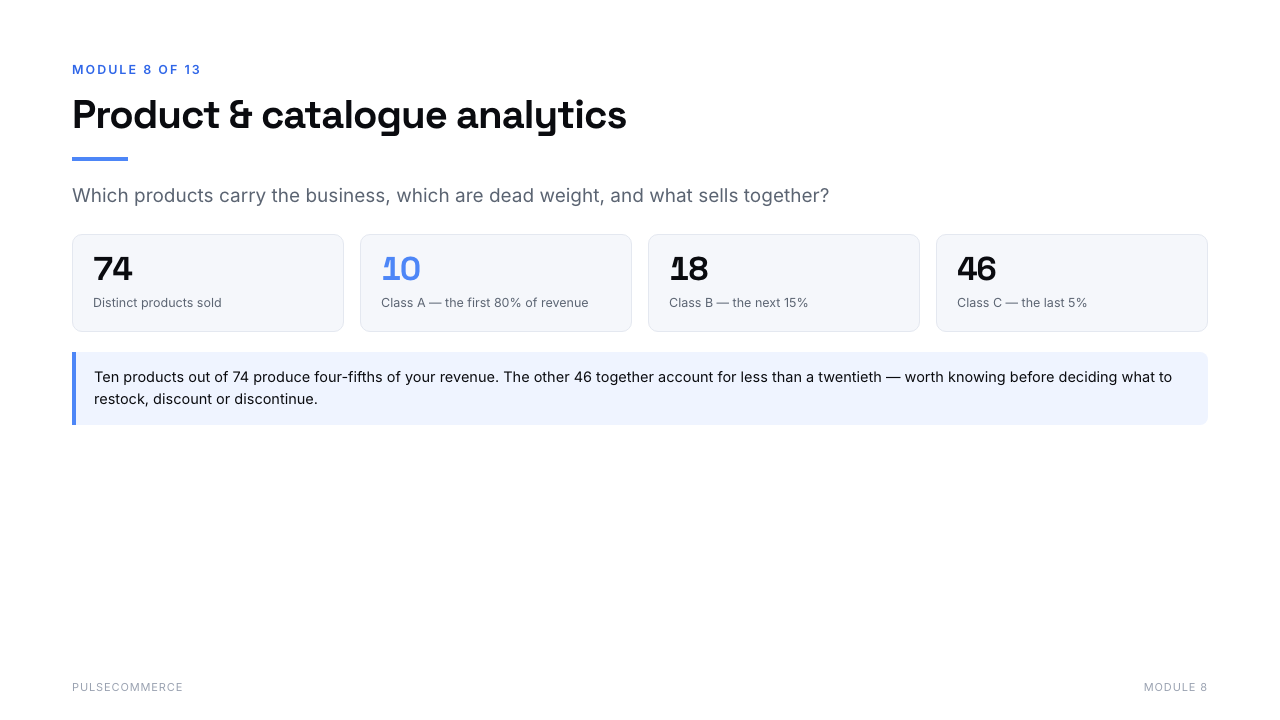 MODULE 8 OF 13
Product & catalogue analytics
Which products carry the business, which are dead weight, and what sells together?
74
Distinct products sold
10
Class A — the first 80% of revenue
18
Class B — the next 15%
46
Class C — the last 5%
Ten products out of 74 produce four-fifths of your revenue. The other 46 together account for less than a twentieth — worth knowing before deciding what to
restock, discount or discontinue.
PULSECOMMERCE
MODULE 8